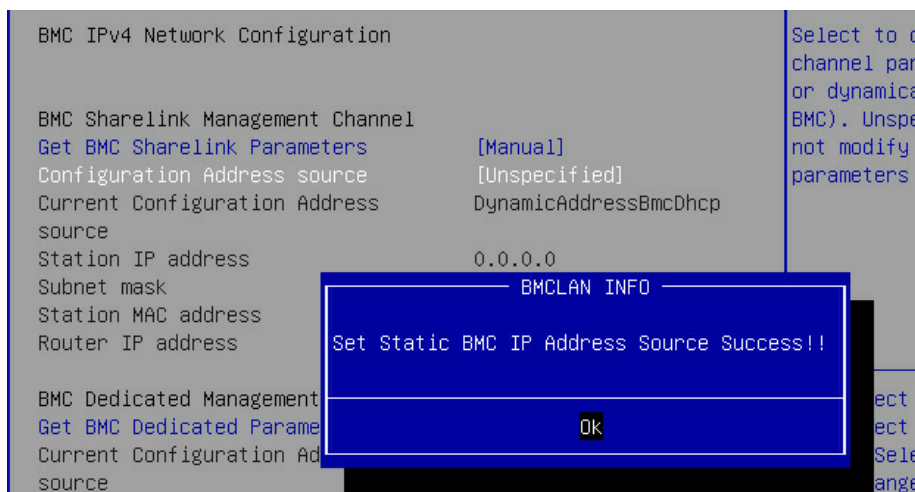 BMC IPv4 Network Configuration
BMC Sharelink Management Channel
Get BMC Sharelink Parameters [Manual]
Configuration Address source [Unspecified]
Current Configuration Address DynamicAddressBmcDhcp
source
Station IP address 0.0.0.0
Subnet mask
Station MAC address
Router IP address
BMC Dedicated Management
Get BMC Dedicated Parame
Current Configuration Ad
source
BMCLAN INFO
Set Static BMC IP Address Source Success!!
Ok
Select to
channel par
or dynamica
BMC). Unspe
not modify
parameters
ect
ect
Sele
ange